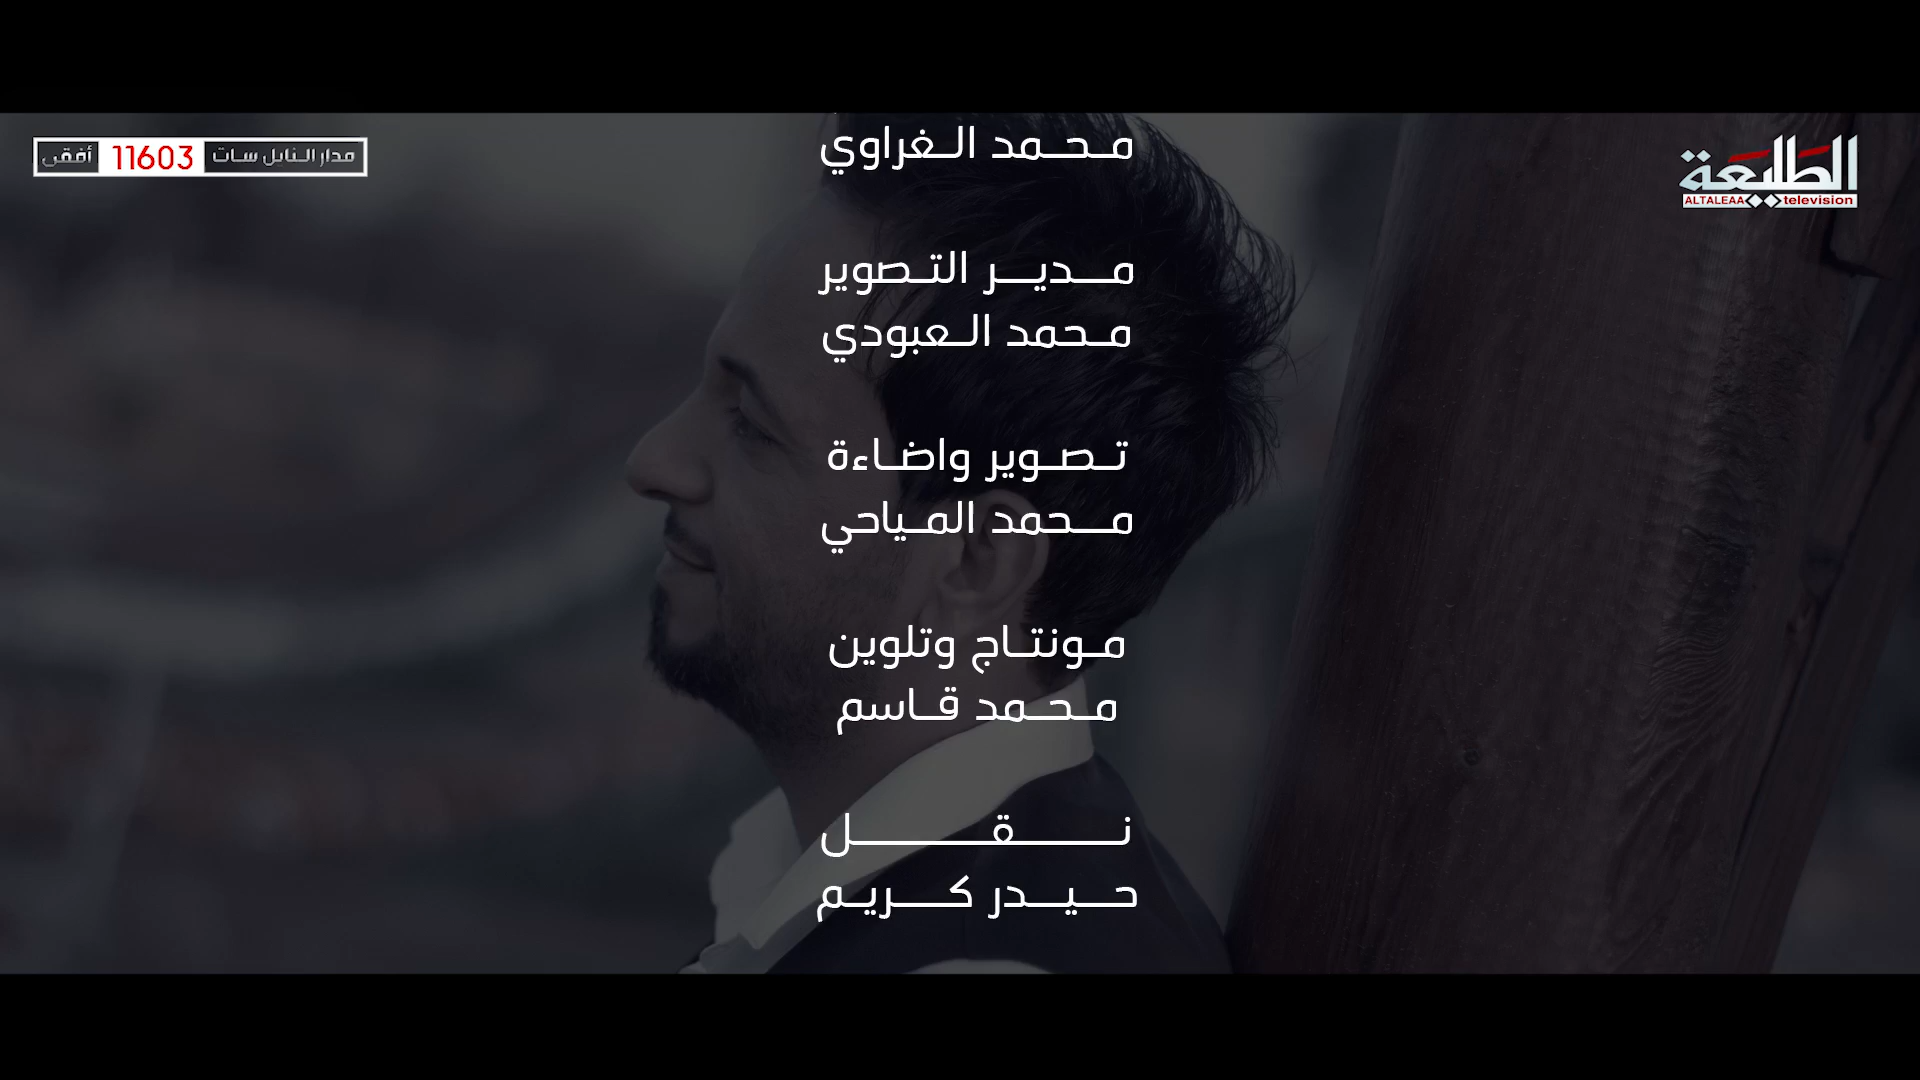 مدار النايل سات 11603 أفقي
الطليعة
ALTALEAA television
محمد الغراوي
مدير التصوير
محمد العبودي
تصوير واضاءة
محمد المياحي
مونتاج وتلوين
محمد قاسم
نقل
حيدر كريم